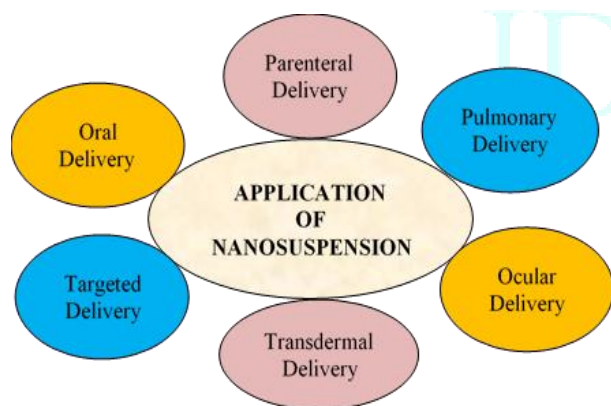 Parenteral
Delivery
Pulmonary
Delivery
Oral
Delivery
APPLICATION
OF
NANOSUSPENSION
Ocular
Delivery
Targeted
Delivery
Transdermal
Delivery